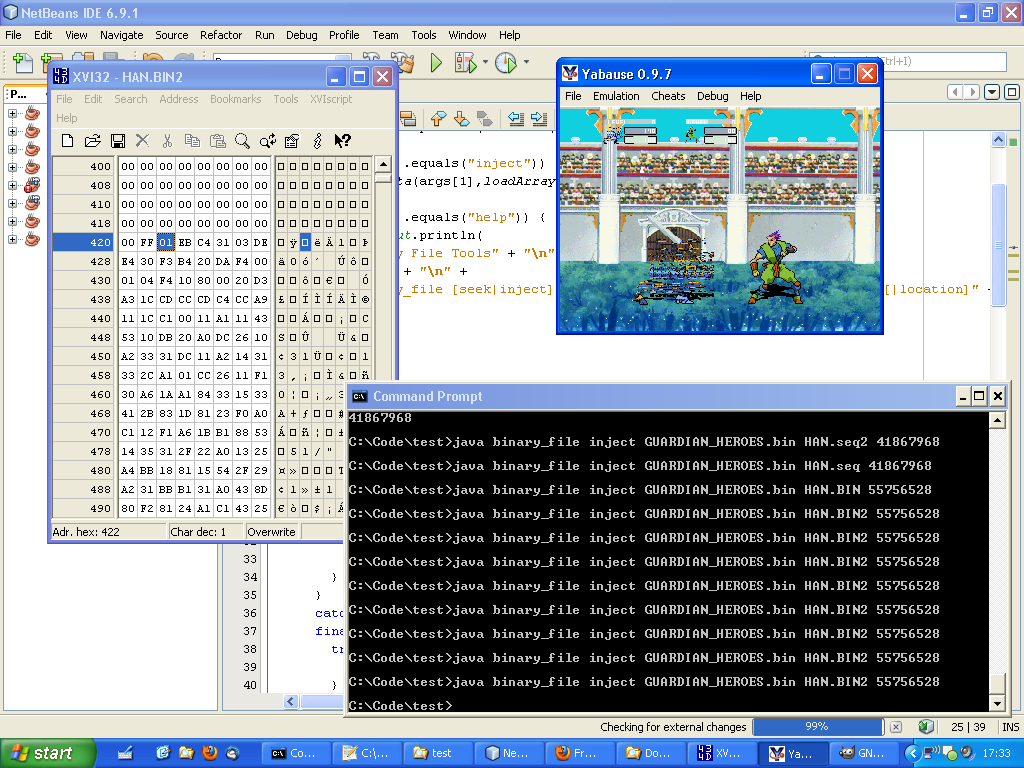 NetBeans IDE 6.9.1
File Edit View Navigate Source Refactor Run Debug Profile Team Tools Window Help
P...
XVI32 - HAN.BIN2
File Edit Search Address Bookmarks Tools XVIscript
Help
400 00 00 00 00 00 00 00 00
408 00 00 00 00 00 00 00 00
410 00 00 00 00 00 00 00 00
418 00 00 00 00 00 00 00 00
420 00 FF 01 EB C4 31 03 DE
428 E4 30 F3 B4 20 DA F4 00
430 01 04 F4 10 80 00 20 D3
438 A3 1C CD CC CD C4 CC A9
440 11 1C C1 00 11 A1 11 43
448 53 10 DB 20 A0 DC 26 10
450 A2 33 31 DC 11 A2 14 31
458 33 2C A1 01 CC 26 11 F1
460 30 A6 1A A1 84 33 15 33
468 41 2B 83 1D 81 23 F0 A0
470 C1 12 F1 A6 1B B1 88 53
478 14 35 31 2F 22 A0 13 25
480 A4 BB 18 81 15 54 2F 29
488 A2 31 BB B1 31 A0 43 8D
490 80 F2 81 24 A1 C1 43 25
Adr. hex: 422 Char dec: 1 Overwrite
.equals("inject"))
ta(args[1],loadArray
.equals("help")) {
ut.println(
y File Tools" + "\n"
+ "\n" +
y_file [seek|inject]
[|location]" +
33
34 }
35 }
36 catc
37 fina
38 tr
39
40 }
Ctrl+I)
Yabause 0.9.7
File Emulation Cheats Debug Help
Command Prompt
41867968
C:\Code\test>java binary_file inject GUARDIAN_HEROES.bin HAN.seq2 41867968
C:\Code\test>java binary_file inject GUARDIAN_HEROES.bin HAN.seq 41867968
C:\Code\test>java binary_file inject GUARDIAN_HEROES.bin HAN.BIN 55756528
C:\Code\test>java binary_file inject GUARDIAN_HEROES.bin HAN.BIN2 55756528
C:\Code\test>java binary_file inject GUARDIAN_HEROES.bin HAN.BIN2 55756528
C:\Code\test>java binary_file inject GUARDIAN_HEROES.bin HAN.BIN2 55756528
C:\Code\test>java binary_file inject GUARDIAN_HEROES.bin HAN.BIN2 55756528
C:\Code\test>java binary_file inject GUARDIAN_HEROES.bin HAN.BIN2 55756528
C:\Code\test>java binary_file inject GUARDIAN_HEROES.bin HAN.BIN2 55756528
C:\Code\test>java binary_file inject GUARDIAN_HEROES.bin HAN.BIN2 55756528
C:\Code\test>java binary_file inject GUARDIAN_HEROES.bin HAN.BIN2 55756528
C:\Code\test>
Checking for external changes 99% 25 | 39 INS
start Co... C:\... test Ne... Fr... Do... XV... Ya... GN... 17:33